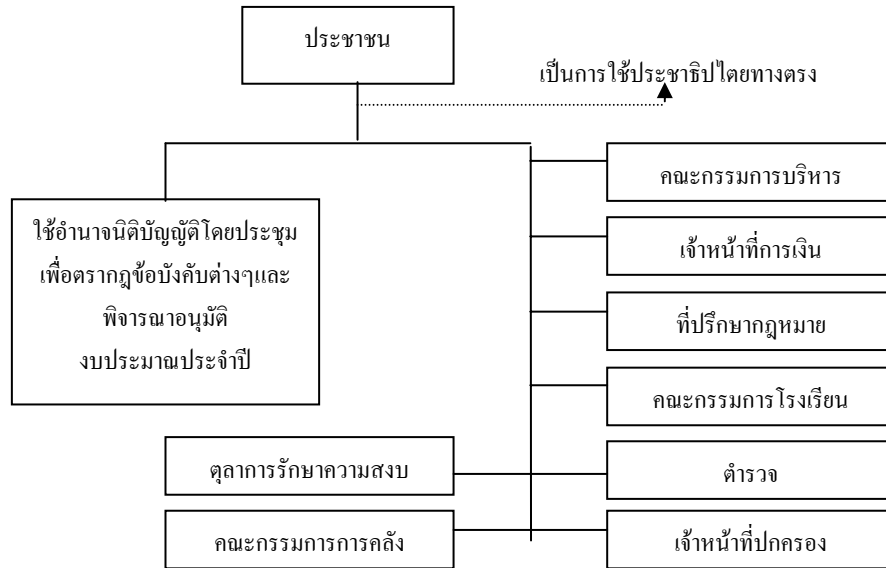 ประชาชน
เป็นการใช้ประชาธิปไตยทางตรง
คณะกรรมการบริหาร
ใช้อำนาจนิติบัญญัติโดยประชุม
เพื่อตรากฎข้อบังคับต่างๆและ
พิจารณาอนุมัติ
งบประมาณประจำปี
เจ้าหน้าที่การเงิน
ที่ปรึกษากฎหมาย
คณะกรรมการโรงเรียน
ตุลาการรักษาความสงบ
ตำรวจ
คณะกรรมการการคลัง
เจ้าหน้าที่ปกครอง